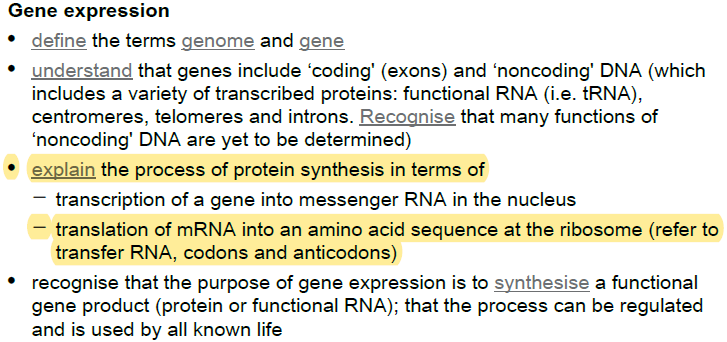 Gene expression
• define the terms genome and gene
• understand that genes include ‘coding' (exons) and ‘noncoding' DNA (which
includes a variety of transcribed proteins: functional RNA (i.e. tRNA),
centromeres, telomeres and introns. Recognise that many functions of
‘noncoding' DNA are yet to be determined)
• explain the process of protein synthesis in terms of
– transcription of a gene into messenger RNA in the nucleus
– translation of mRNA into an amino acid sequence at the ribosome (refer to
transfer RNA, codons and anticodons)
• recognise that the purpose of gene expression is to synthesise a functional
gene product (protein or functional RNA); that the process can be regulated
and is used by all known life